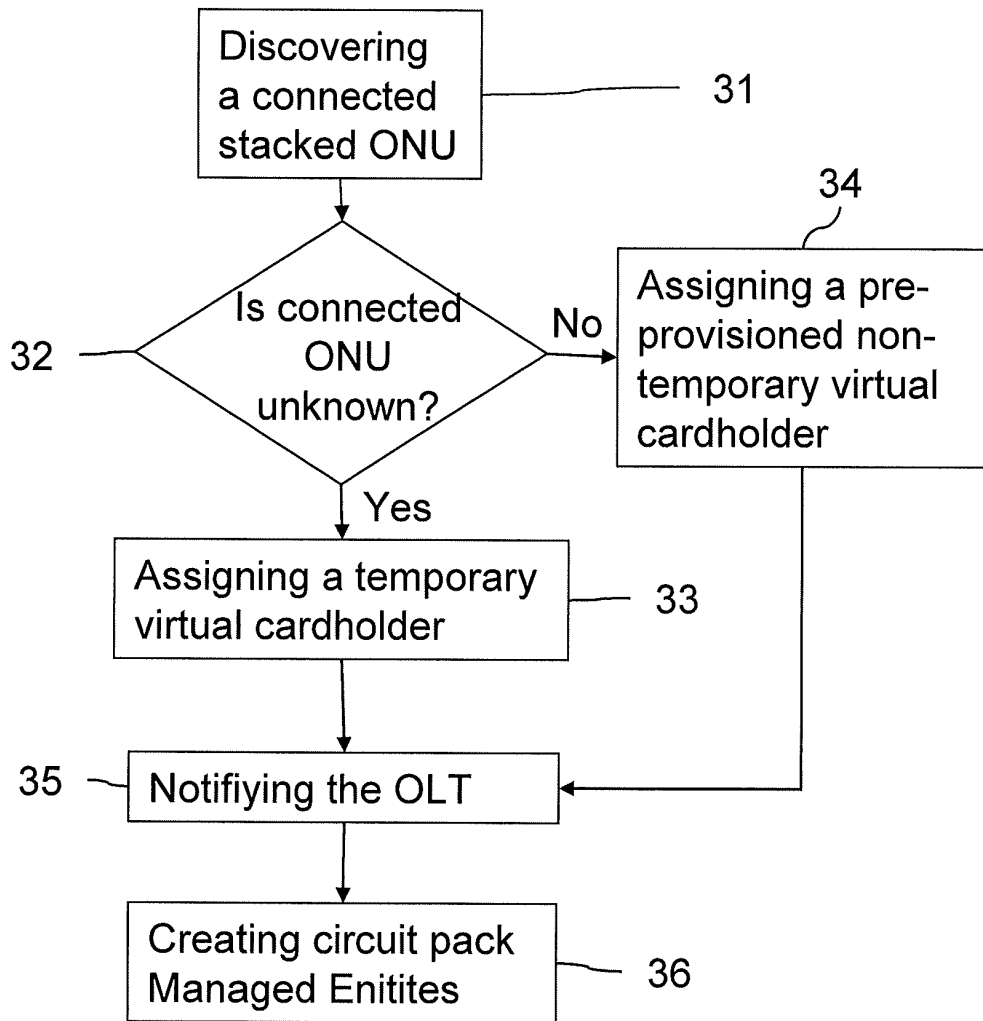 Discovering
a connected
stacked ONU
31
Is connected
ONU
unknown?
32
No
34
Assigning a pre-
provisioned non-
temporary virtual
cardholder
Yes
Assigning a temporary
virtual cardholder
33
35
Notifiying the OLT
Creating circuit pack
Managed Enitites
36